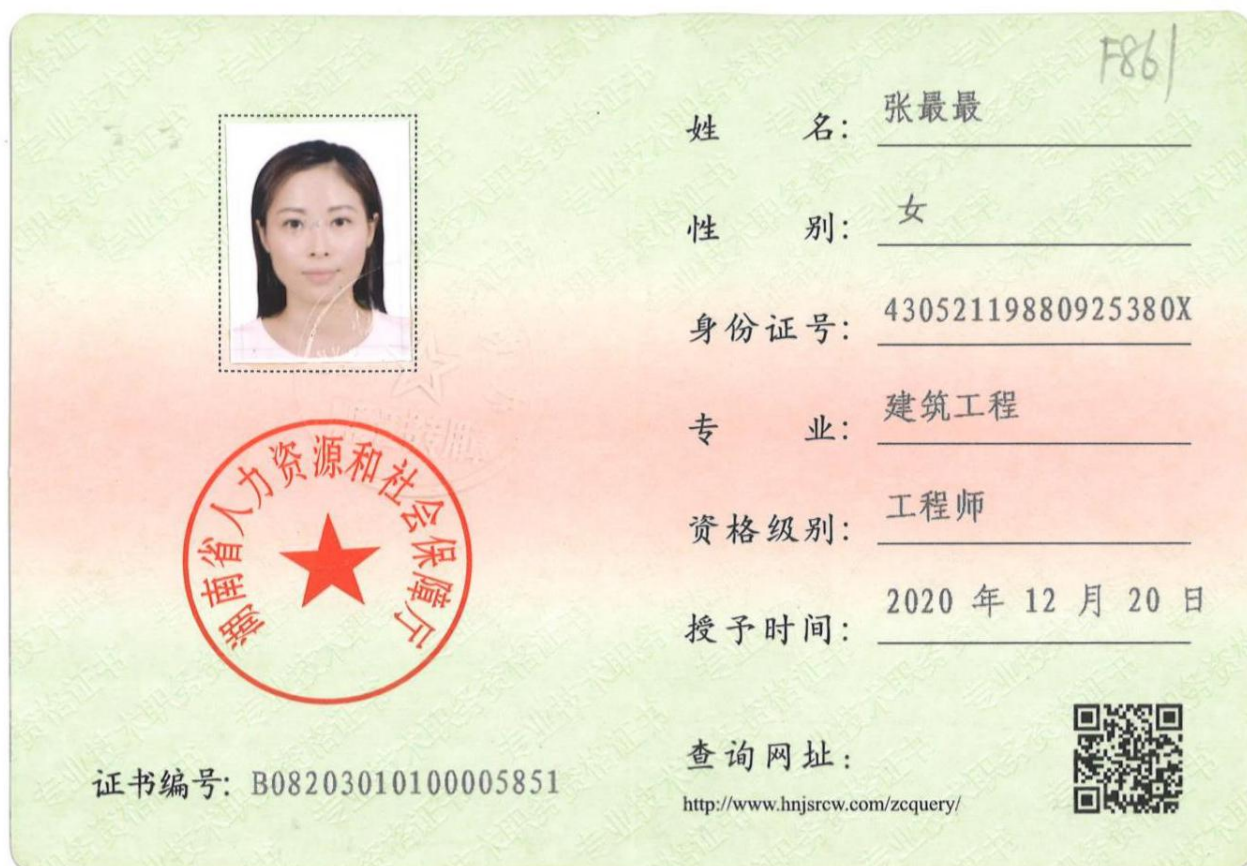 F861
姓 名: 张最最
性 别: 女
身份证号: 43052119880925380X
专 业: 建筑工程
资格级别: 工程师
授予时间: 2020 年 12 月 20 日
查询网址:
http://www.hnjsrcw.com/zcquery/
湖南省人力资源和社会保障厅
证书编号: B08203010100005851